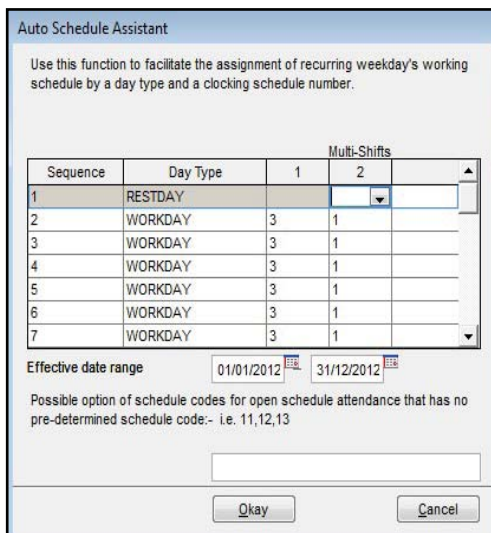 Auto Schedule Assistant
Use this function to facilitate the assignment of recurring weekday's working
schedule by a day type and a clocking schedule number.
Multi-Shifts
Sequence Day Type 1 2
1 RESTDAY
2 WORKDAY 3 1
3 WORKDAY 3 1
4 WORKDAY 3 1
5 WORKDAY 3 1
6 WORKDAY 3 1
7 WORKDAY 3 1
Effective date range 01/01/2012 31/12/2012
Possible option of schedule codes for open schedule attendance that has no
pre-determined schedule code:- i.e. 11,12,13
Okay Cancel